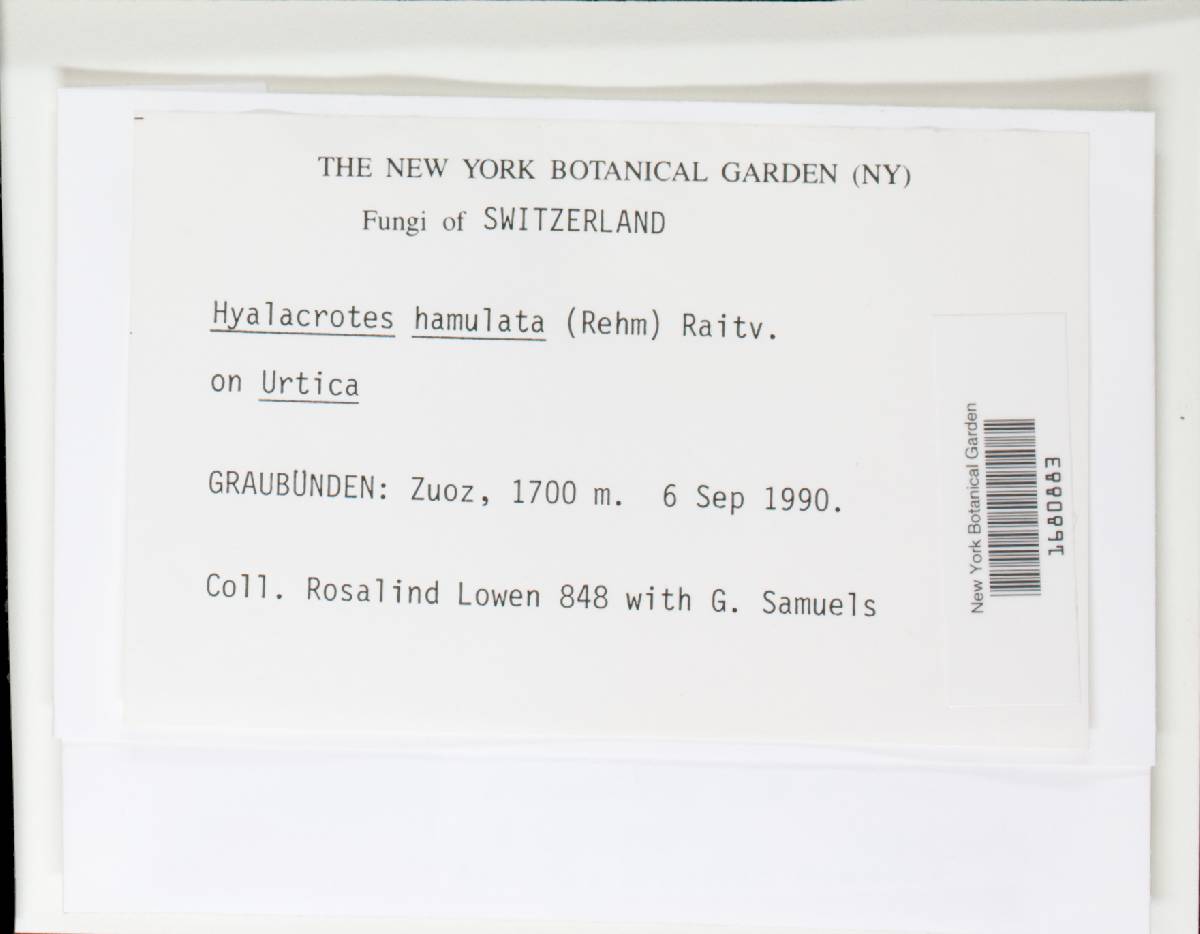 THE NEW YORK BOTANICAL GARDEN (NY)
Fungi of SWITZERLAND
Hyalacrotes hamulata (Rehm) Raitv.
on Urtica
GRAUBÜNDEN: Zuoz, 1700 m. 6 Sep 1990.
Coll. Rosalind Lowen 848 with G. Samuels
New York Botanical Garden
1680883